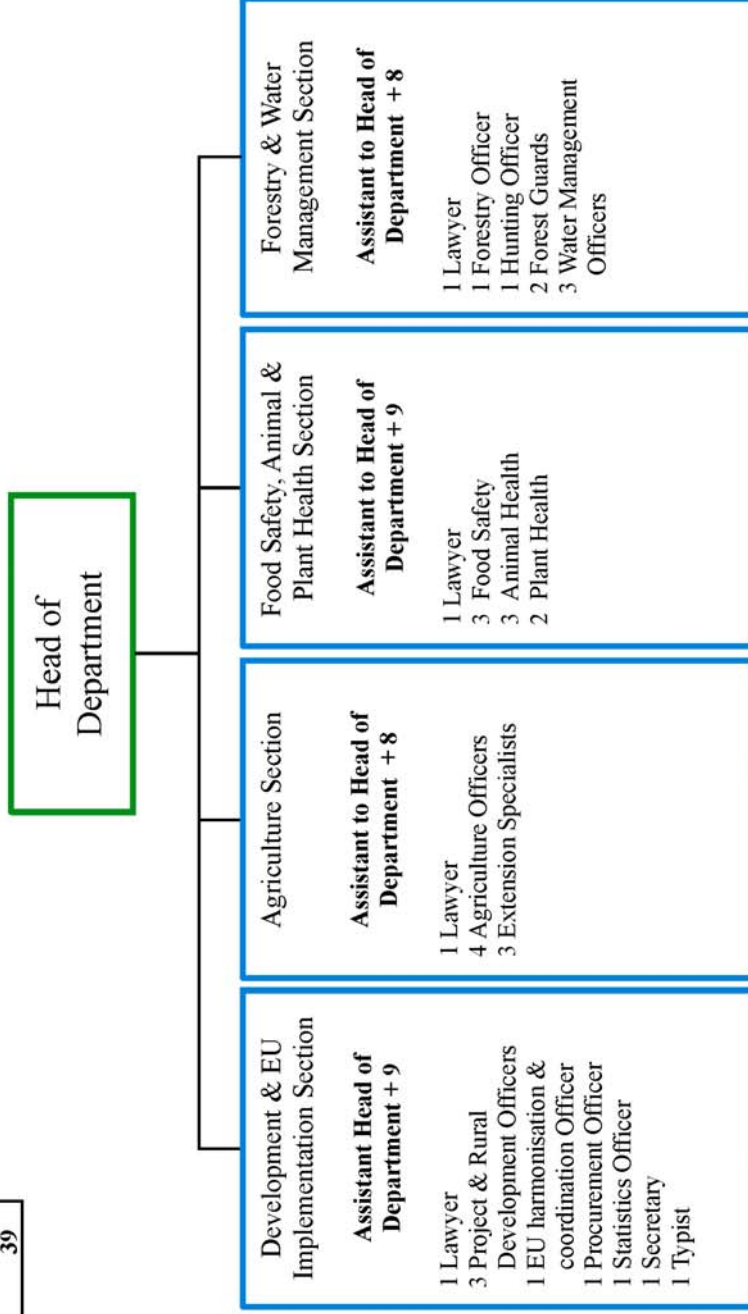 39
Head of
Department
Development & EU
Implementation Section
Assistant Head of
Department + 9
1 Lawyer
3 Project & Rural
Development Officers
1 EU harmonisation &
coordination Officer
1 Procurement Officer
1 Statistics Officer
1 Secretary
1 Typist
Agriculture Section
Assistant to Head of
Department + 8
1 Lawyer
4 Agriculture Officers
3 Extension Specialists
Food Safety, Animal &
Plant Health Section
Assistant to Head of
Department + 9
1 Lawyer
3 Food Safety
3 Animal Health
2 Plant Health
Forestry & Water
Management Section
Assistant to Head of
Department + 8
1 Lawyer
1 Forestry Officer
1 Hunting Officer
2 Forest Guards
3 Water Management
Officers